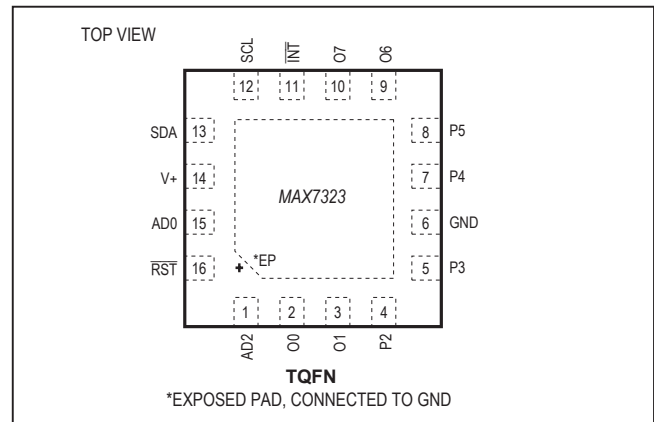 TOP VIEW
SCL
INT
O7
O6
12
11
10
9
SDA 13
8 P5
V+ 14
7 P4
MAX7323
AD0 15
6 GND
RST 16
+ *EP
5 P3
1
2
3
4
AD2
O0
O1
P2
TQFN
*EXPOSED PAD, CONNECTED TO GND